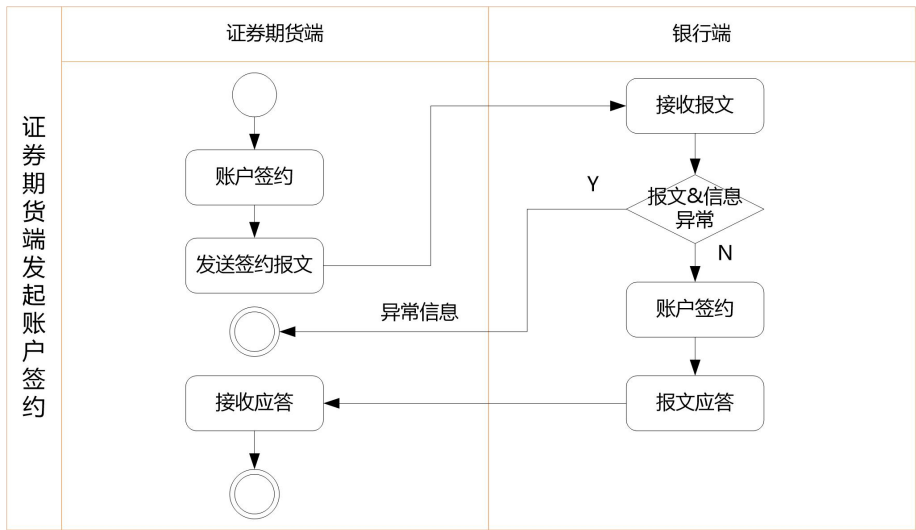 证券期货端
银行端
证券期货端发起账户签约
账户签约
发送签约报文
接收报文
Y
报文&信息
异常
N
异常信息
账户签约
接收应答
报文应答